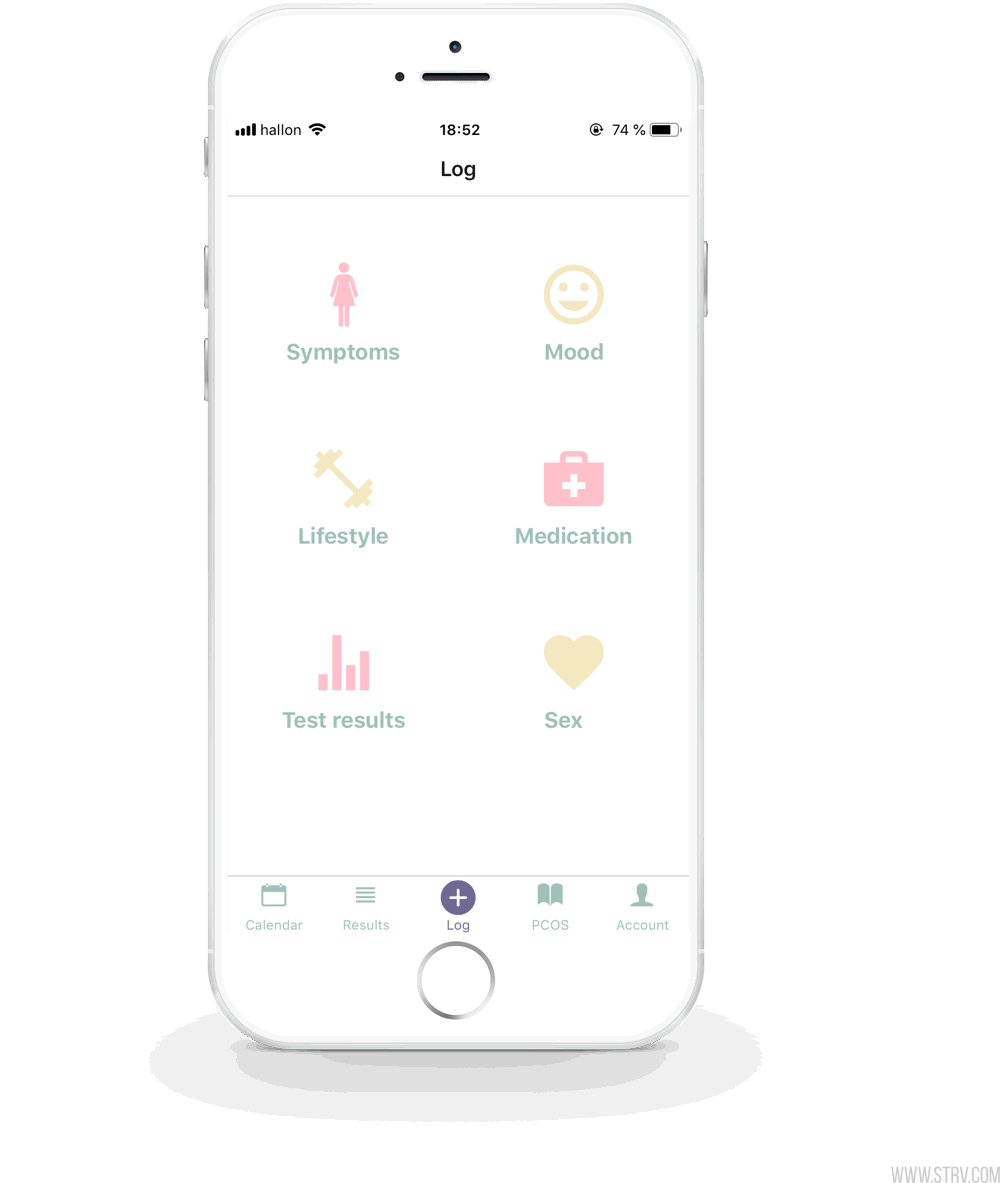 hallon 18:52 74 %
Log
Symptoms Mood
Lifestyle Medication
Test results Sex
Calendar Results Log PCOS Account
WWW.STRV.COM